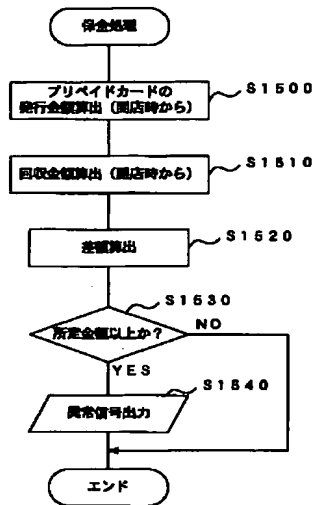 保金処理
プリペイドカードの
発行金額算出（開店時から）
S1500
回収金額算出（開店時から）
S1510
差額算出
S1520
所定金額以上か？
S1530
NO
YES
異常信号出力
S1540
エンド